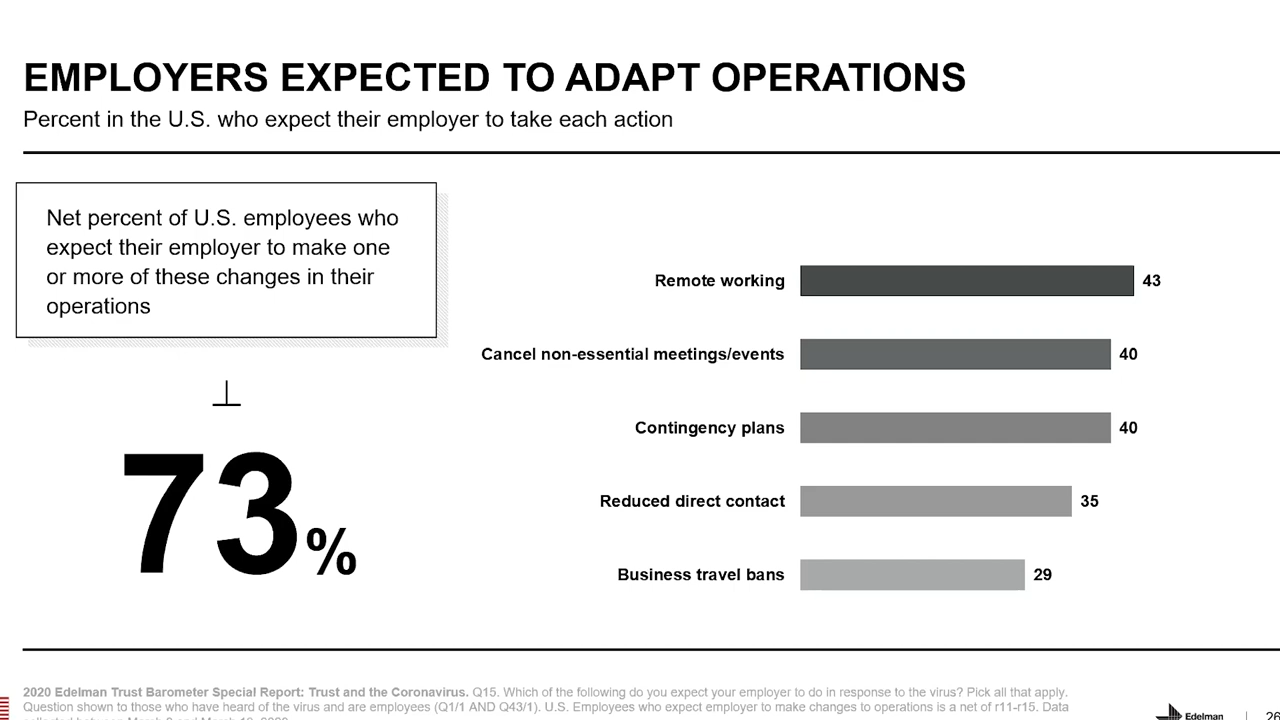 EMPLOYERS EXPECTED TO ADAPT OPERATIONS
Percent in the U.S. who expect their employer to take each action
Net percent of U.S. employees who
expect their employer to make one
or more of these changes in their
operations
73%
Remote working 43
Cancel non-essential meetings/events 40
Contingency plans 40
Reduced direct contact 35
Business travel bans 29
2020 Edelman Trust Barometer Special Report: Trust and the Coronavirus. Q15. Which of the following do you expect your employer to do in response to the virus? Pick all that apply.
Question shown to those who have heard of the virus and are employees (Q1/1 AND Q43/1). U.S. Employees who expect employer to make changes to operations is a net of r11-r15. Data
Edelman
26